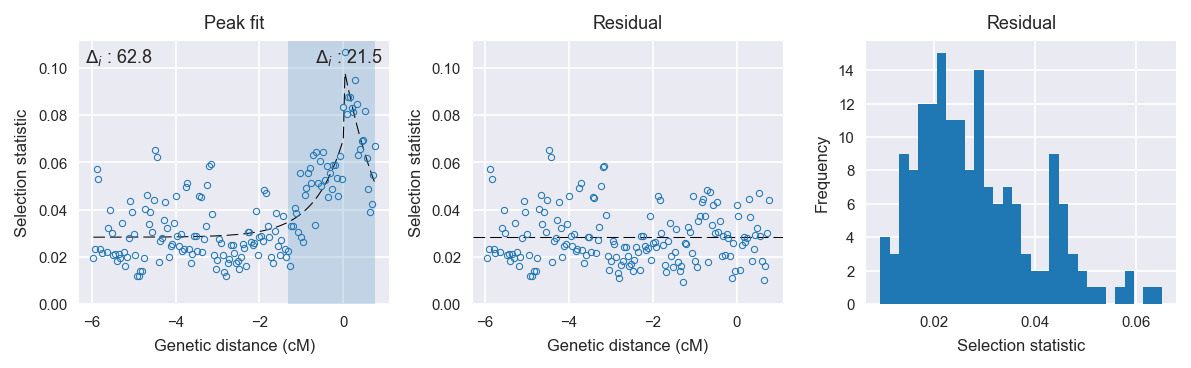 Peak fit
Δi : 62.8
Δi : 21.5
Selection statistic
0.10
0.08
0.06
0.04
0.02
0.00
−6
−4
−2
0
Genetic distance (cM)
Residual
Selection statistic
0.10
0.08
0.06
0.04
0.02
0.00
−6
−4
−2
0
Genetic distance (cM)
Residual
Frequency
14
12
10
8
6
4
2
0
0.02
0.04
0.06
Selection statistic